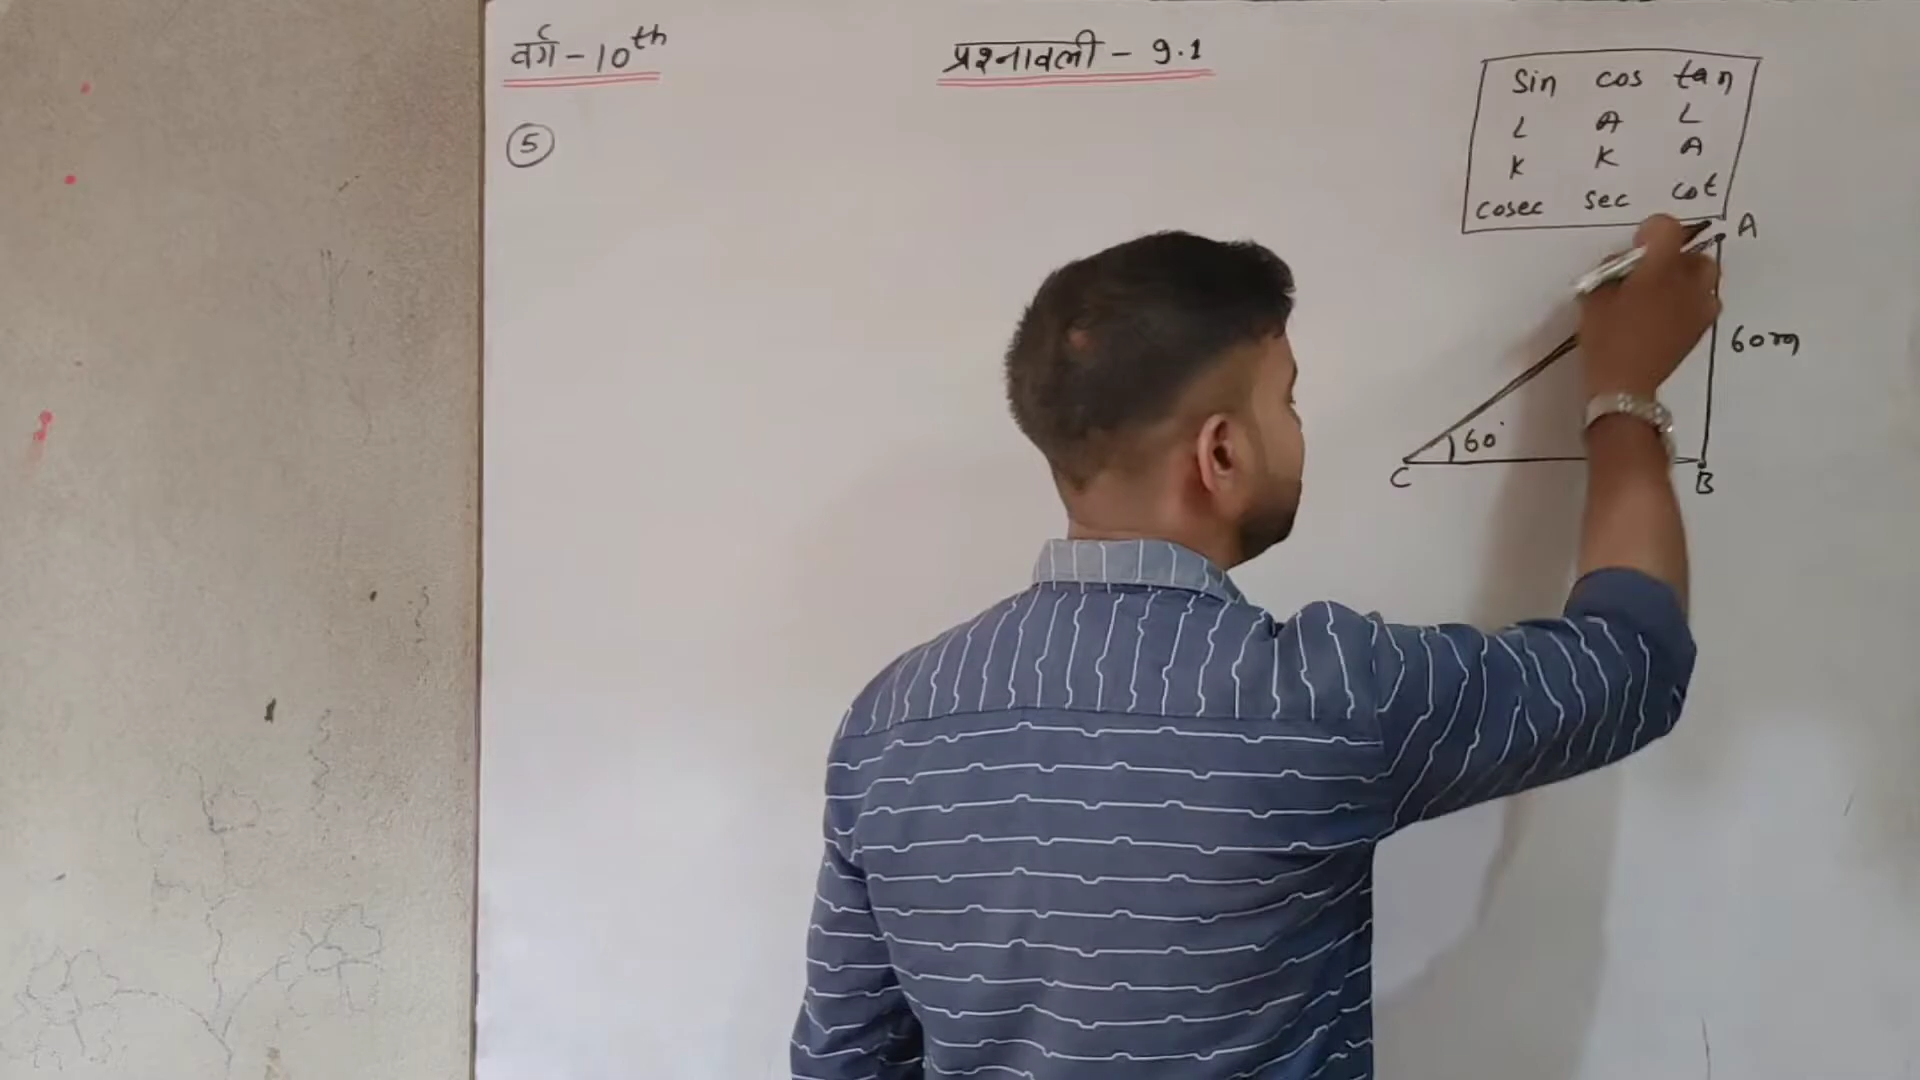 वर्ग - 10th
प्रश्नावली - 9.1
5
Sin cos tan
L A L
K K A
cosec sec cot
A
60m
60°
C
B